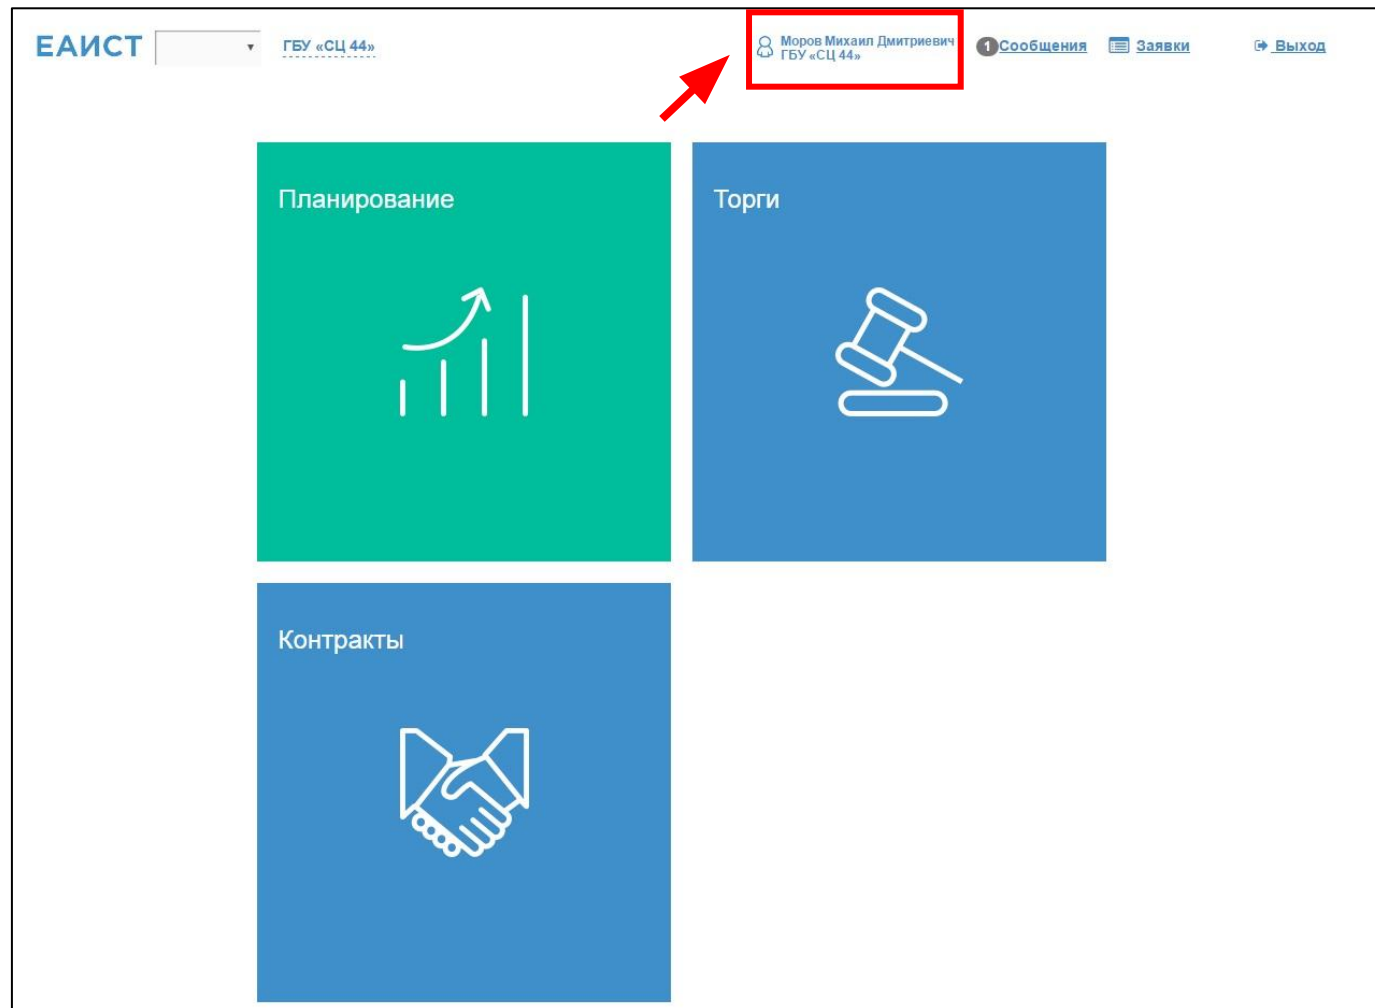 ЕАИСТ
ГБУ «СЦ 44»
Моров Михаил Дмитриевич
ГБУ «СЦ 44»
1 Сообщения
Заявки
Выход
Планирование
Торги
Контракты